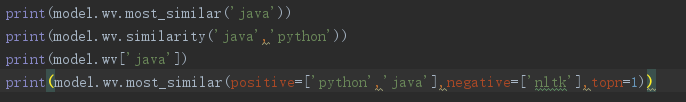 print(model.wv.most_similar('java'))
print(model.wv.similarity('java','python'))
print(model.wv['java'])
print(model.wv.most_similar(positive=['python','java'],negative=['nltk'],topn=1))